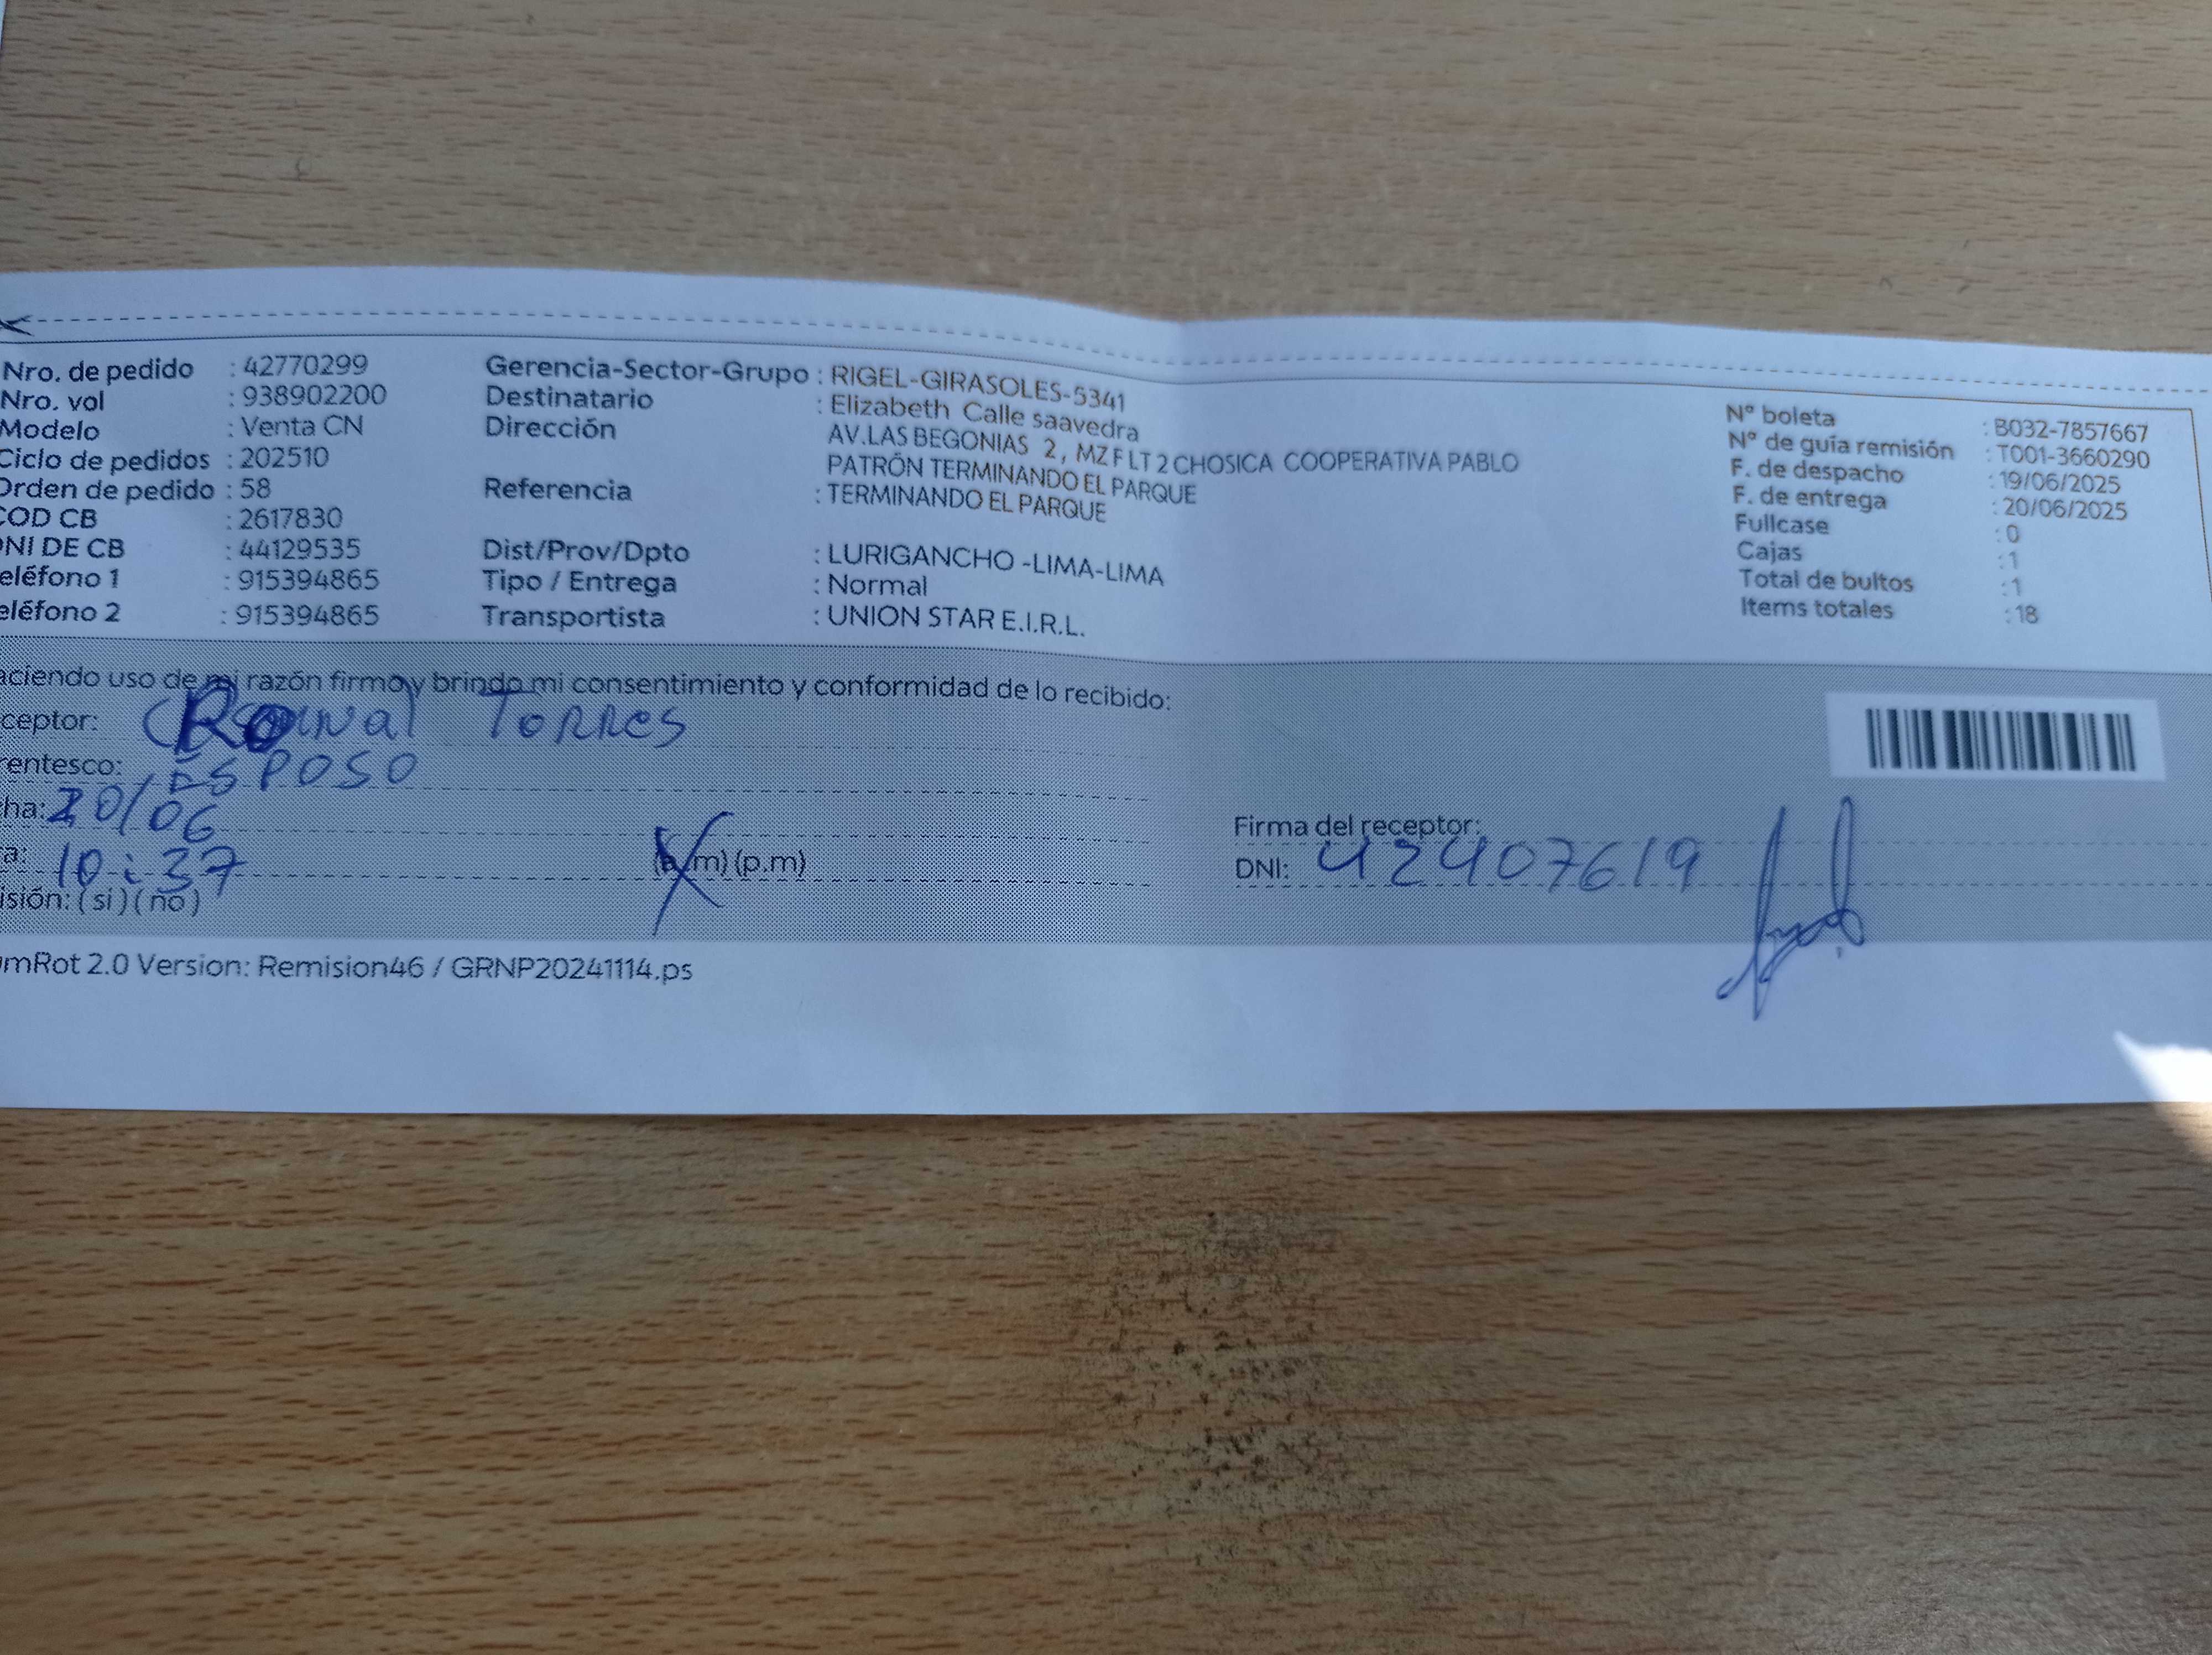 Nro. de pedido : 42770299
Nro. vol : 938902200
Modelo : Venta CN
Ciclo de pedidos : 202510
Orden de pedido : 58
COD CB : 2617830
DNI DE CB : 44129535
eléfono 1 : 915394865
eléfono 2 : 915394865
Gerencia-Sector-Grupo : RIGEL-GIRASOLES-5341
Destinatario : Elizabeth Calle saavedra
Dirección AV.LAS BEGONIAS 2, MZ F LT 2 CHOSICA COOPERATIVA PABLO
PATRÓN TERMINANDO EL PARQUE
Referencia : TERMINANDO EL PARQUE
Dist/Prov/Dpto : LURIGANCHO -LIMA-LIMA
Tipo / Entrega : Normal
Transportista : UNION STAR E.I.R.L.
N° boleta : B032-7857667
N° de guía remisión : T001-3660290
F. de despacho : 19/06/2025
F. de entrega : 20/06/2025
Fullcase : 0
Cajas : 1
Total de bultos : 1
Items totales : 18
aciendo uso de mi razón firmo y brindo mi consentimiento y conformidad de lo recibido:
ceptor: Torres
rentesco: ESPOSO
ha: 20/06
a: 10:37 (a.m) (p.m)
isión: (si) (no)
Firma del receptor:
DNI: 42407619
mRot 2.0 Version: Remision46 / GRNP20241114.ps